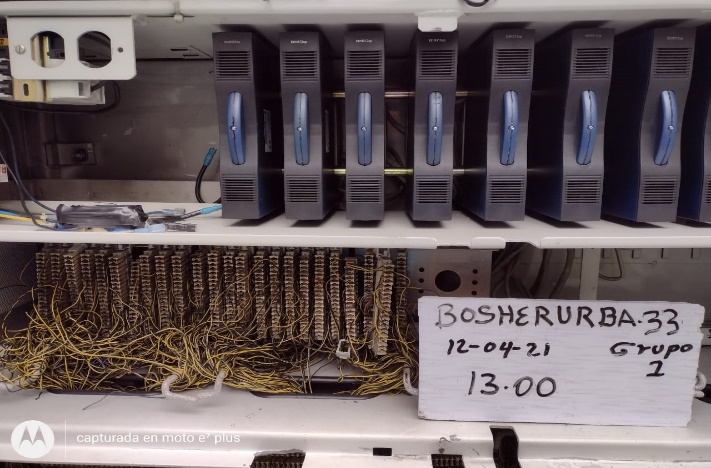 BOSHERURBA.33
12-04-21 Grupo
1
13.00
capturada en moto e⁷ plus